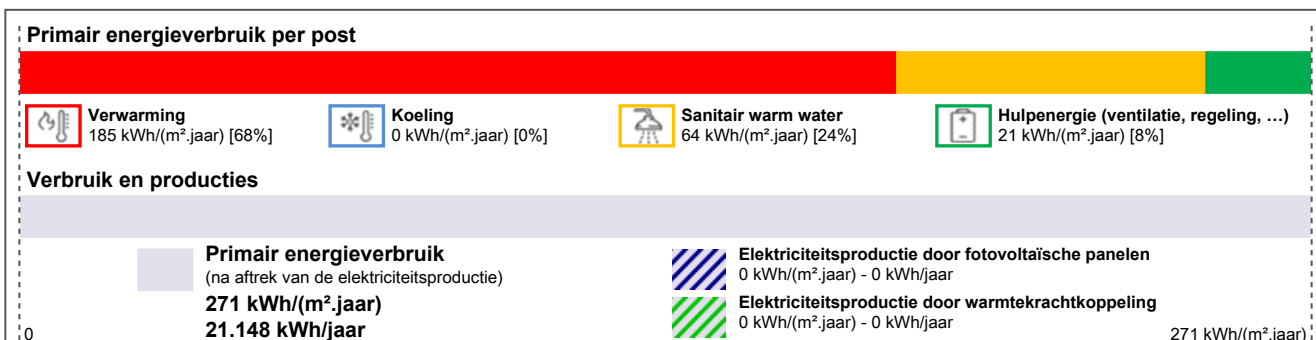 Primair energieverbruik per post
Verwarming
185 kWh/(m².jaar) [68%]
Koeling
0 kWh/(m².jaar) [0%]
Sanitair warm water
64 kWh/(m².jaar) [24%]
Hulpenergie (ventilatie, regeling, …)
21 kWh/(m².jaar) [8%]
Verbruik en producties
Primair energieverbruik
(na aftrek van de elektriciteitsproductie)
271 kWh/(m².jaar)
21.148 kWh/jaar
Elektriciteitsproductie door fotovoltaïsche panelen
0 kWh/(m².jaar) - 0 kWh/jaar
Elektriciteitsproductie door warmtekrachtkoppeling
0 kWh/(m².jaar) - 0 kWh/jaar
0
271 kWh/(m².jaar)